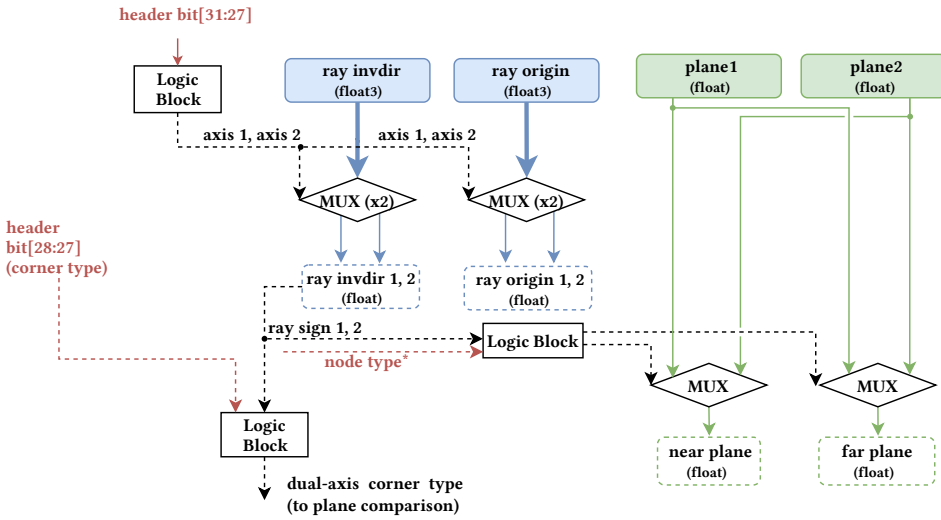 header bit[31:27]
Logic
Block
ray invdir
(float3)
ray origin
(float3)
plane1
(float)
plane2
(float)
axis 1, axis 2
axis 1, axis 2
MUX (x2)
MUX (x2)
header
bit[28:27]
(corner type)
ray invdir 1, 2
(float)
ray origin 1, 2
(float)
ray sign 1, 2
node type*
Logic Block
MUX
MUX
Logic
Block
near plane
(float)
far plane
(float)
dual-axis corner type
(to plane comparison)